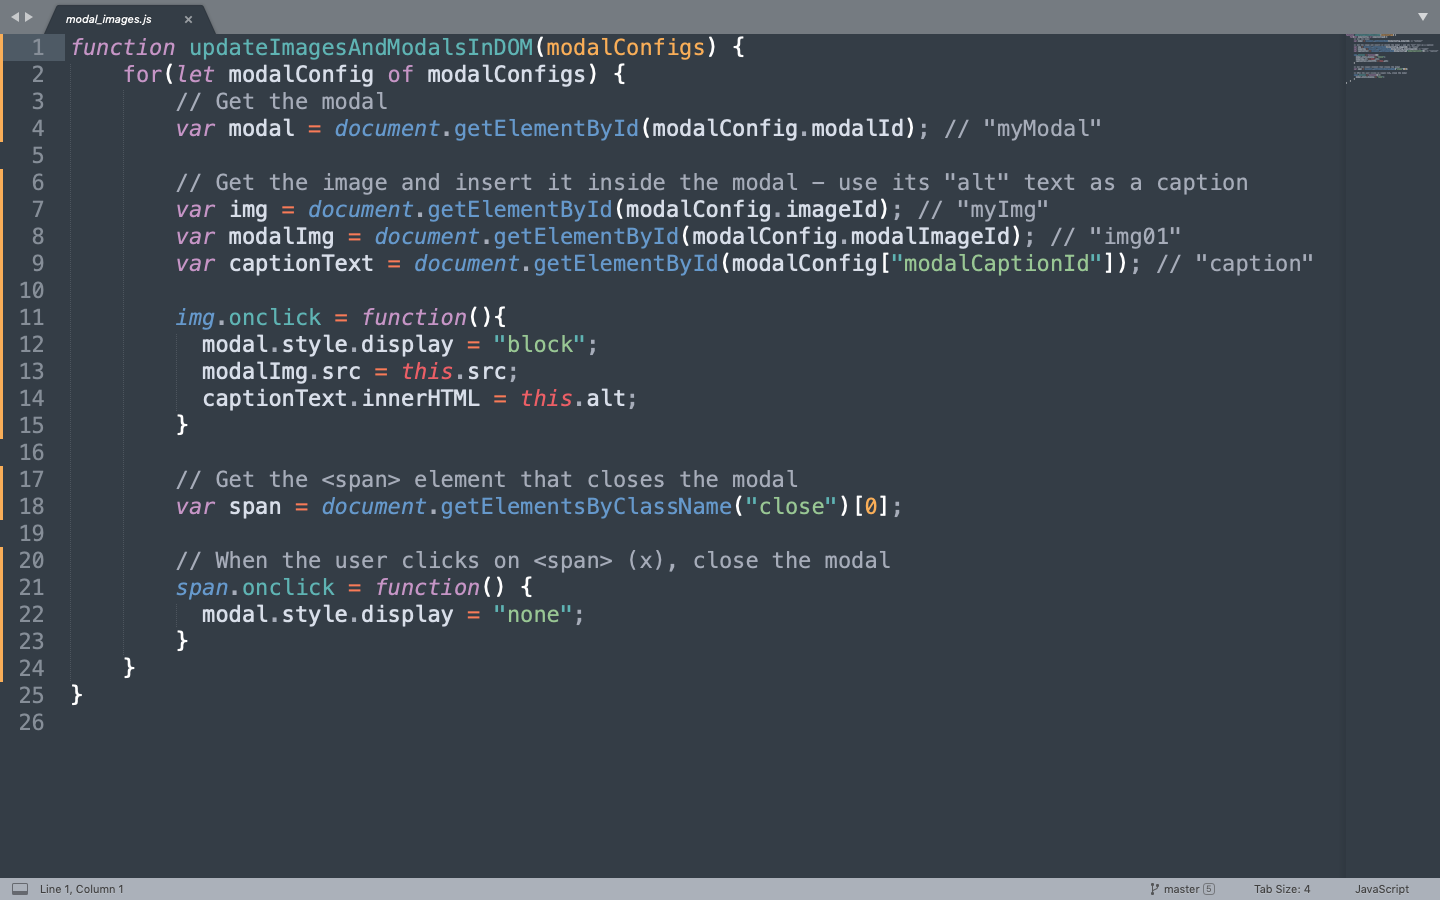 modal_images.js ×
1 function updateImagesAndModalsInDOM(modalConfigs) {
2     for(let modalConfig of modalConfigs) {
3         // Get the modal
4         var modal = document.getElementById(modalConfig.modalId); // "myModal"
5
6         // Get the image and insert it inside the modal - use its "alt" text as a caption
7         var img = document.getElementById(modalConfig.imageId); // "myImg"
8         var modalImg = document.getElementById(modalConfig.modalImageId); // "img01"
9         var captionText = document.getElementById(modalConfig["modalCaptionId"]); // "caption"
10
11         img.onclick = function(){
12           modal.style.display = "block";
13           modalImg.src = this.src;
14           captionText.innerHTML = this.alt;
15         }
16
17         // Get the <span> element that closes the modal
18         var span = document.getElementsByClassName("close")[0];
19
20         // When the user clicks on <span> (x), close the modal
21         span.onclick = function() {
22           modal.style.display = "none";
23         }
24     }
25 }
26
Line 1, Column 1 master 5 Tab Size: 4 JavaScript